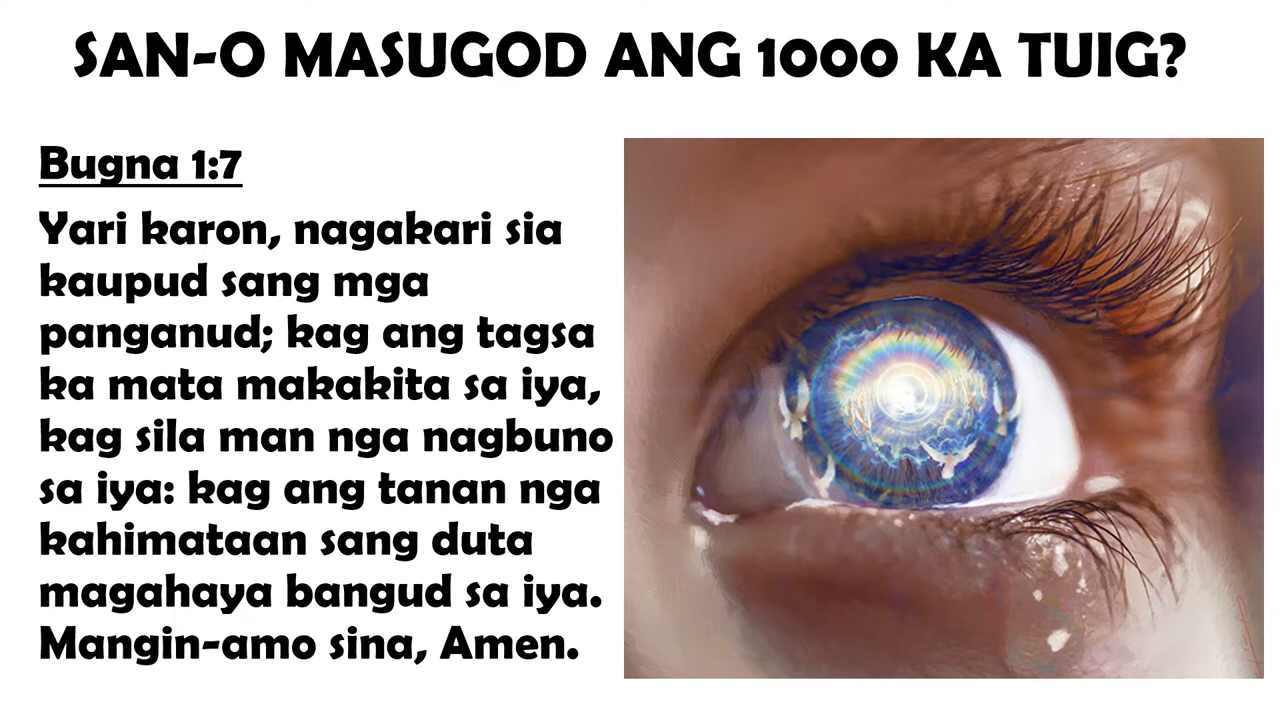 SAN-O MASUGOD ANG 1000 KA TUIG?
Bugna 1:7
Yari karon, nagakari sia
kaupud sang mga
panganud; kag ang tagsa
ka mata makakita sa iya,
kag sila man nga nagbuno
sa iya: kag ang tanan nga
kahimataan sang duta
magahaya bangud sa iya.
Mangin-amo sina, Amen.